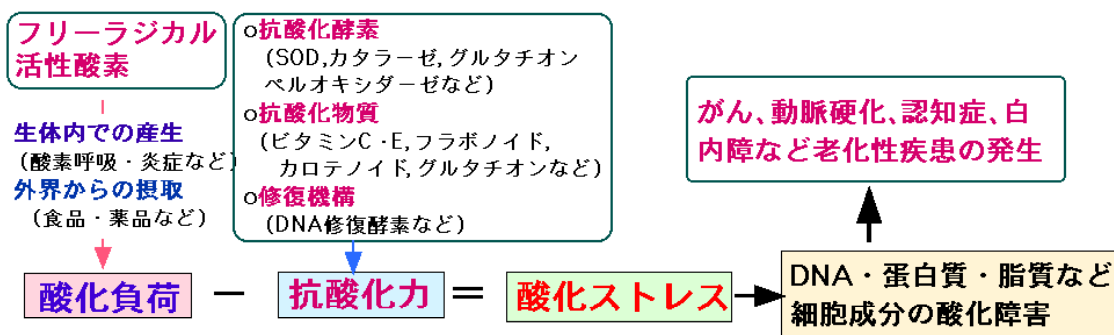 フリーラジカル
活性酸素
生体内での産生
（酸素呼吸・炎症など）
外界からの摂取
（食品・薬品など）
o抗酸化酵素
（SOD,カタラーゼ,グルタチオン
ペルオキシダーゼなど）
o抗酸化物質
（ビタミンC・E,フラボノイド,
カロテノイド,グルタチオンなど）
o修復機構
（DNA修復酵素など）
がん、動脈硬化、認知症、白
内障など老化性疾患の発生
酸化負荷 － 抗酸化力 ＝ 酸化ストレス
DNA・蛋白質・脂質など
細胞成分の酸化障害